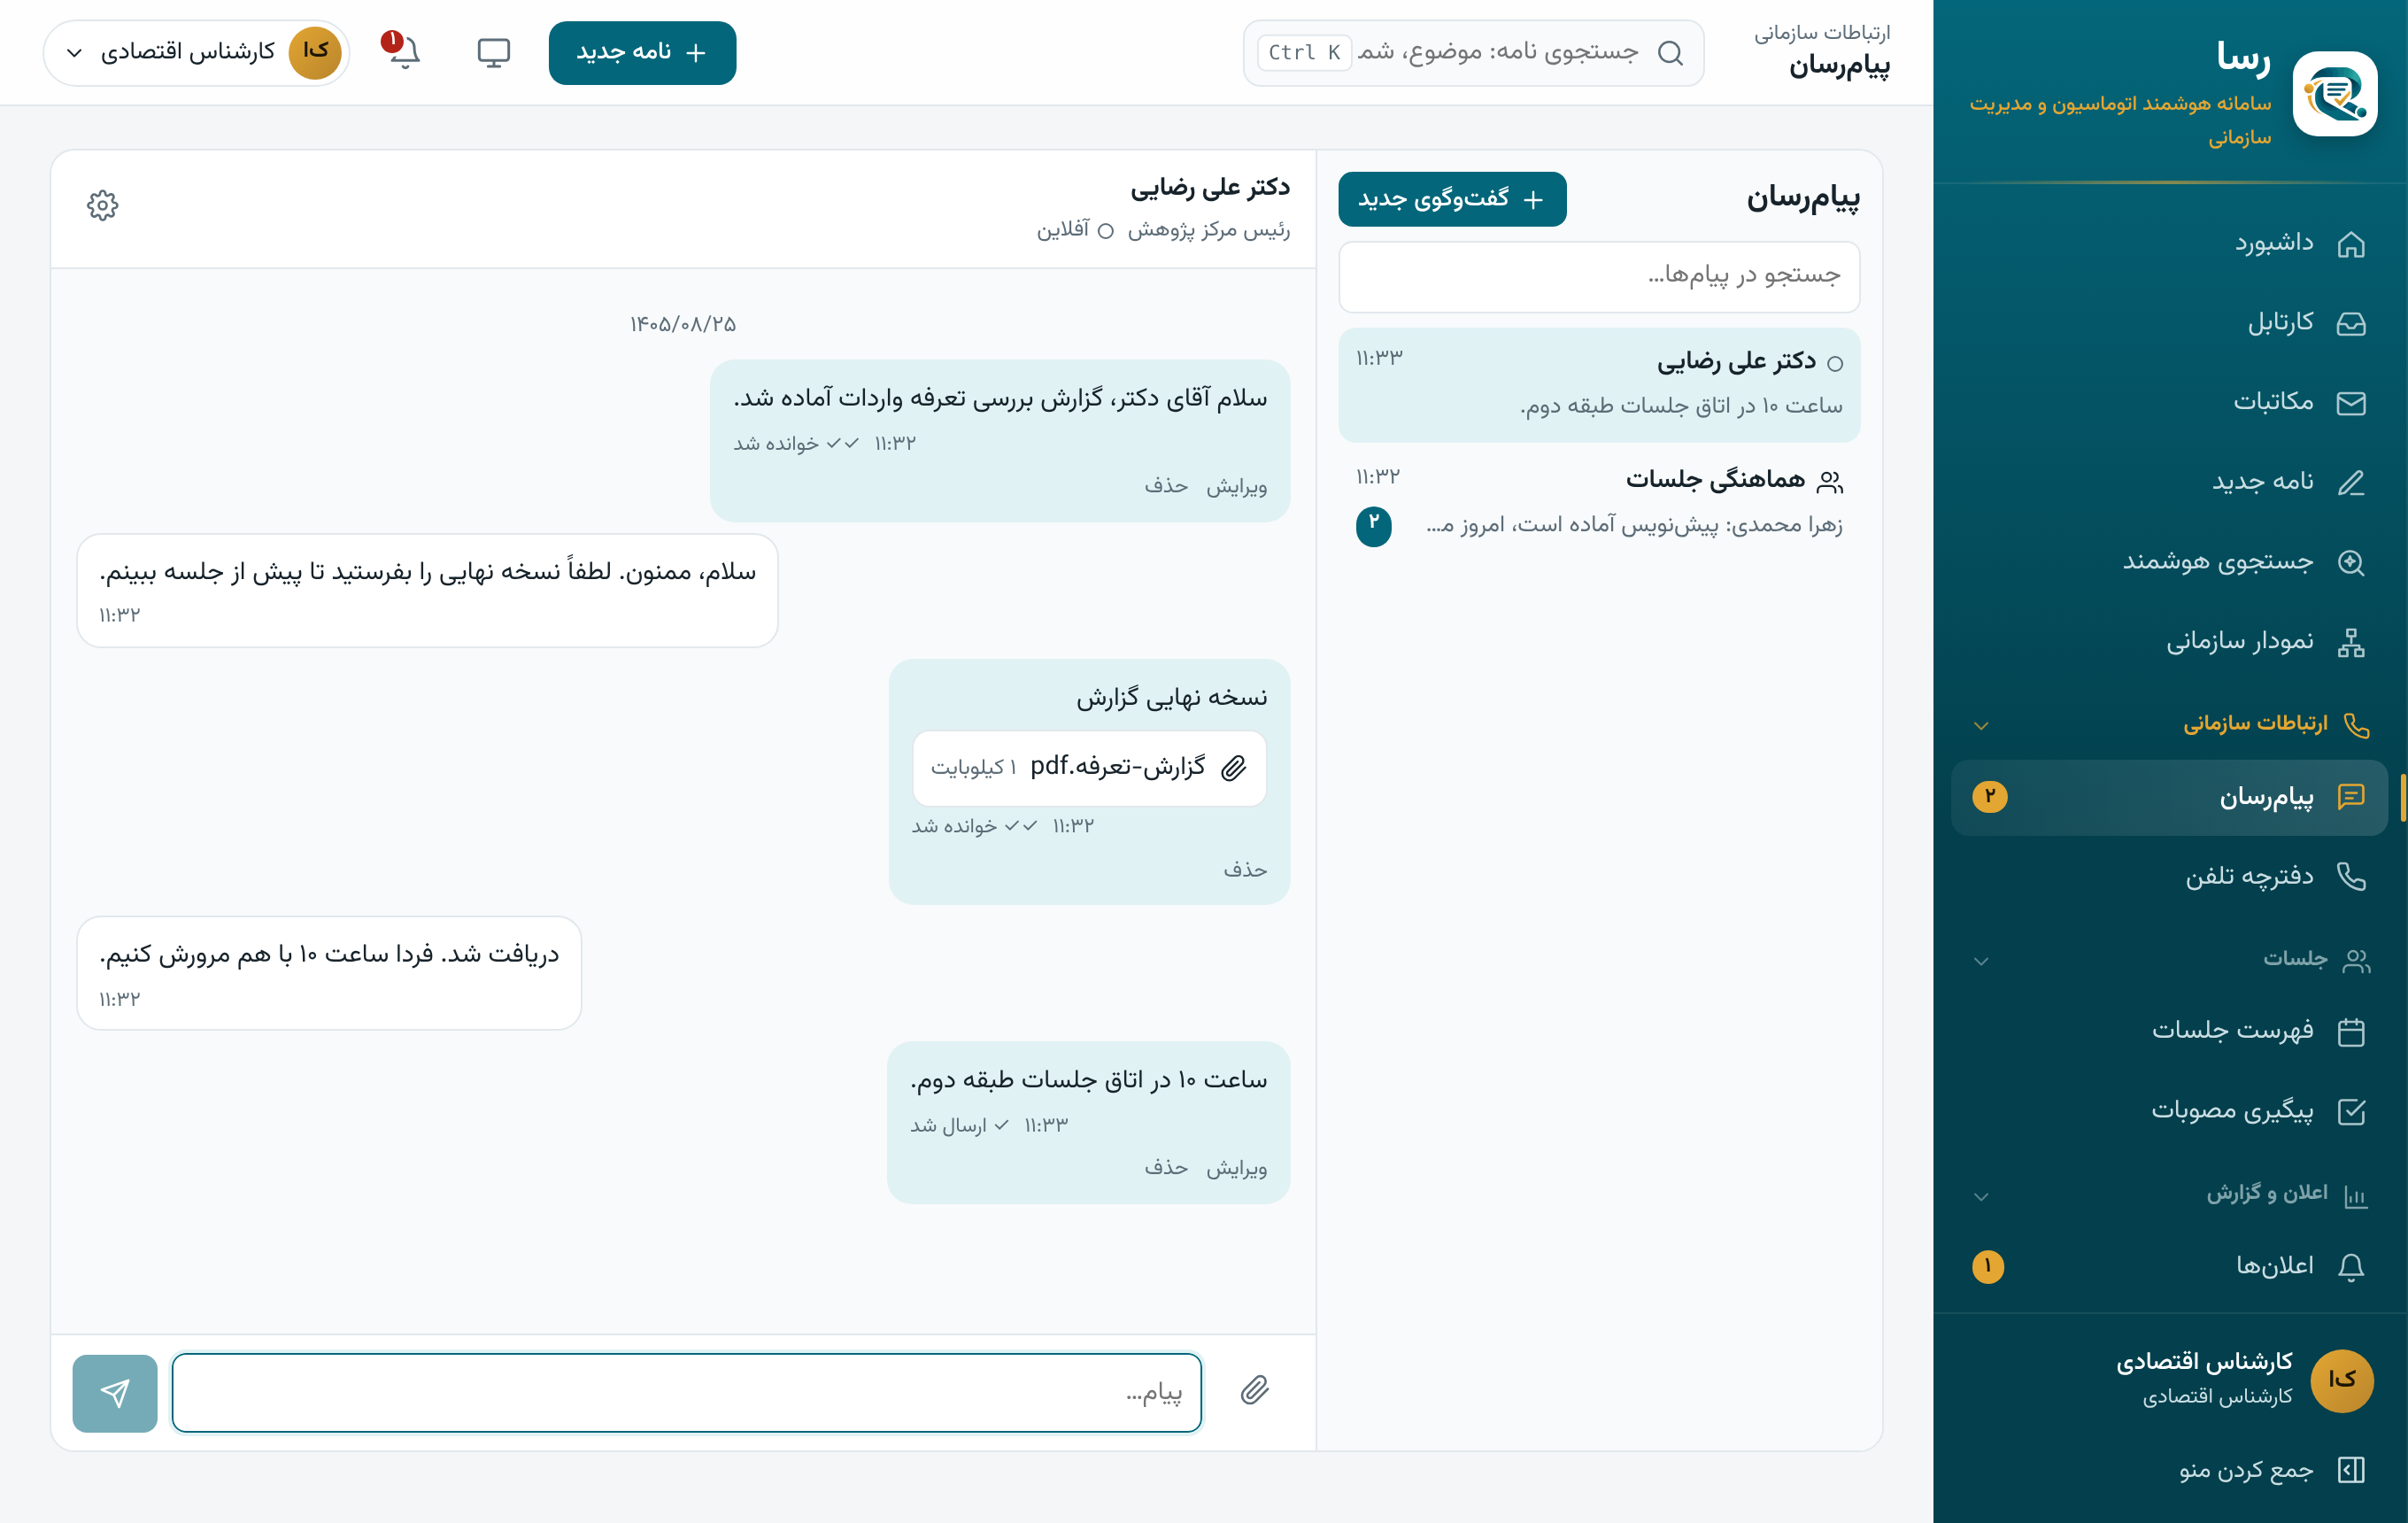 رسا
سامانه هوشمند اتوماسیون و مدیریت
سازمانی
داشبورد
کارتابل
مکاتبات
نامه جدید
جستجوی هوشمند
نمودار سازمانی
ارتباطات سازمانی
پیام‌رسان ۲
دفترچه تلفن
جلسات
فهرست جلسات
پیگیری مصوبات
اعلان و گزارش
اعلان‌ها ۱
کا کارشناس اقتصادی
کارشناس اقتصادی
جمع کردن منو
ارتباطات سازمانی
پیام‌رسان
جستجوی نامه: موضوع، شم Ctrl K
نامه جدید
۱
کا کارشناس اقتصادی
پیام‌رسان
گفت‌وگوی جدید
جستجو در پیام‌ها...
دکتر علی رضایی ۱۱:۳۳
ساعت ۱۰ در اتاق جلسات طبقه دوم.
هماهنگی جلسات ۱۱:۳۲
زهرا محمدی: پیش‌نویس آماده است، امروز م... ۲
دکتر علی رضایی
رئیس مرکز پژوهش آفلاین
۱۴۰۵/۰۸/۲۵
سلام آقای دکتر، گزارش بررسی تعرفه واردات آماده شد.
۱۱:۳۲ ✓✓ خوانده شد
ویرایش حذف
سلام، ممنون. لطفاً نسخه نهایی را بفرستید تا پیش از جلسه ببینم.
۱۱:۳۲
نسخه نهایی گزارش
گزارش-تعرفه.pdf ۱ کیلوبایت
۱۱:۳۲ ✓✓ خوانده شد
حذف
دریافت شد. فردا ساعت ۱۰ با هم مرورش کنیم.
۱۱:۳۲
ساعت ۱۰ در اتاق جلسات طبقه دوم.
۱۱:۳۳ ✓ ارسال شد
ویرایش حذف
پیام...